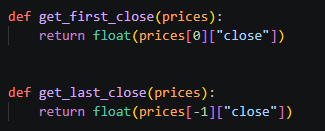 def get_first_close(prices):
    return float(prices[0]["close"])
def get_last_close(prices):
    return float(prices[-1]["close"])